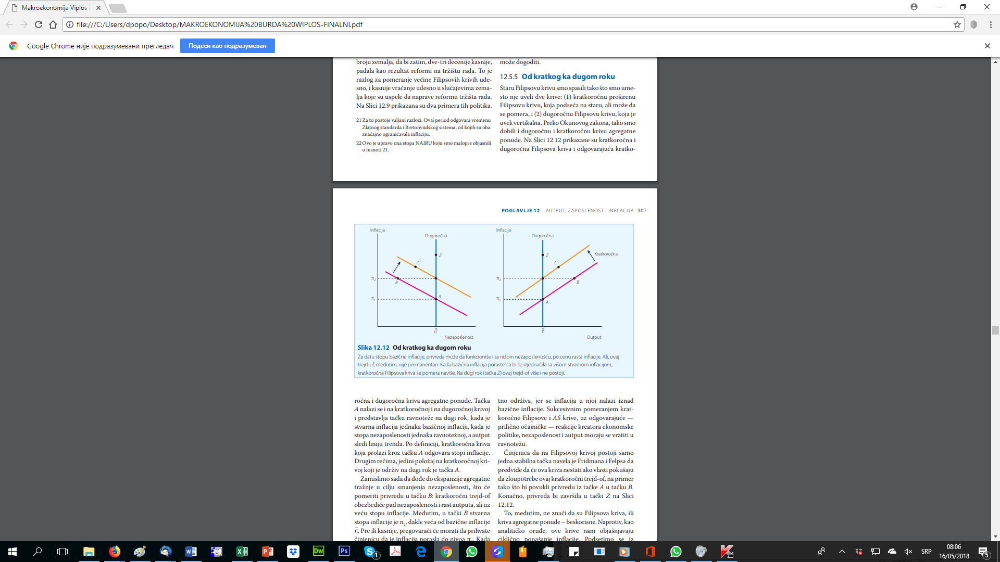 Makroekonomija Viplos i
file:///C:/Users/dpopo/Desktop/MAKROEKONOMIJA%20BURDA%20WIPLOS-FINALNI.pdf
Google Chrome није подразумевани прегледач
Подеси као подразумеван
broju zemalja, da bi zatim, dve-tri decenije kasnije,
padala kao rezultat reformi na tržištu rada. To je
razlog za pomeranje većine Filipsovih krivih ude-
sno, i kasnije vraćanje udesno u slučajevima zema-
lja koje su uspele da naprave reformu tržišta rada.
Na Slici 12.9 prikazana su dva primera tih politika.
21 Za to postoje valjani razlozi. Ovaj period odgovara vremenu
Zlatnog standarda i Bretonvudskog sistema, od kojih su oba
značajno ograničavala inflaciju.
22 Ovo je upravo ona stopa NAIRU koju smo malopre objasnili
u fusnoti 21.
može dogoditi.
12.5.5 Od kratkog ka dugom roku
Staru Filipsovu krivu smo spasili tako što smo ume-
sto nje uveli dve krive: (1) kratkoročnu proširenu
Filipsovu krivu, koja podseća na staru, ali može da
se pomera, i (2) dugoročnu Filipsovu krivu, koja je
uvek vertikalna. Preko Okunovog zakona, tako smo
dobili i dugoročnu i kratkoročnu krivu agregatne
ponude. Na Slici 12.12 prikazane su kratkoročna i
dugoročna Filipsova kriva i odgovarajuća kratko-
POGLAVLJE 12 AUTPUT, ZAPOSLENOST I INFLACIJA 307
Inflacija
Dugoročna
Z
C
π̄₂
B
π̄₁
A
Ū
Nezaposlenost
Inflacija
Dugoročna
Kratkoročna
Z
C
π̄₂
B
π̄₁
A
Ȳ
Output
Slika 12.12 Od kratkog ka dugom roku
Za datu stopu bazične inflacije, privreda može da funkcioniše i sa nižom nezaposlenošću, po cenu rasta inflacije. Ali, ovaj
trejd-of, međutim, nije permanentan. Kada bazična inflacija poraste da bi se izjednačila sa višom stvarnom inflacijom,
kratkoročna Filipsova kriva se pomera naviše. Na dugi rok (tačka Z) ovaj trejd-of više i ne postoji.
ročna i dugoročna kriva agregatne ponude. Tačka
A nalazi se i na kratkoročnoj i na dugoročnoj krivoj
i predstavlja tačku ravnoteže na dugi rok, kada je
stvarna inflacija jednaka bazičnoj inflaciji, kada je
stopa nezaposlenosti jednaka ravnotežnoj, a autput
sledi liniju trenda. Po definiciji, kratkoročna kriva
koja prolazi kroz tačku A odgovara stopi inflacije.
Drugim rečima, jedini položaj na kratkoročnoj kri-
voj koji je održiv na dugi rok je tačka A.
Zamislimo sada da dođe do ekspanzije agregatne
tražnje u cilju smanjenja nezaposlenosti, što će
pomeriti privredu u tačku B: kratkoročni trejd-of
obezbediće pad nezaposlenosti i rast autputa, ali uz
veću stopu inflacije. Međutim, u tački B stvarna
stopa inflacije je π₂, dakle veća od bazične inflacije
π̃. Pre ili kasnije, pregovarači će morati da prihvate
činjenicu da je inflacija porasla do nivoa π₂. Kada
tno održiva, jer se inflacija u njoj nalazi iznad
bazične inflacije. Sukcesivnim pomeranjem krat-
koročne Filipsove i AS krive, uz odgovarajuće —
prilično očajničke — reakcije kreatora ekonomske
politike, nezaposlenost i autput moraju se vratiti u
ravnotežu.
Činjenica da na Filipsovoj krivoj postoji samo
jedna stabilna tačka navela je Fridmana i Felpsa da
predvide da će ova kriva nestati ako vlasti pokušaju
da zloupotrebe ovaj kratkoročni trejd-of, na primer
tako što bi povukli privredu iz tačke A u tačku B.
Konačno, privreda bi završila u tački Z na Slici
12.12.
To, međutim, ne znači da su Filipsova kriva, ili
kriva agregatne ponude – beskorisne. Naprotiv, kao
analitičko oruđe, ove krive nam objašnjavaju
ciklično ponašanje inflacije. Podsetimo se iz
Dw
Ps
1
SRP
08:06
16/05/2018
5